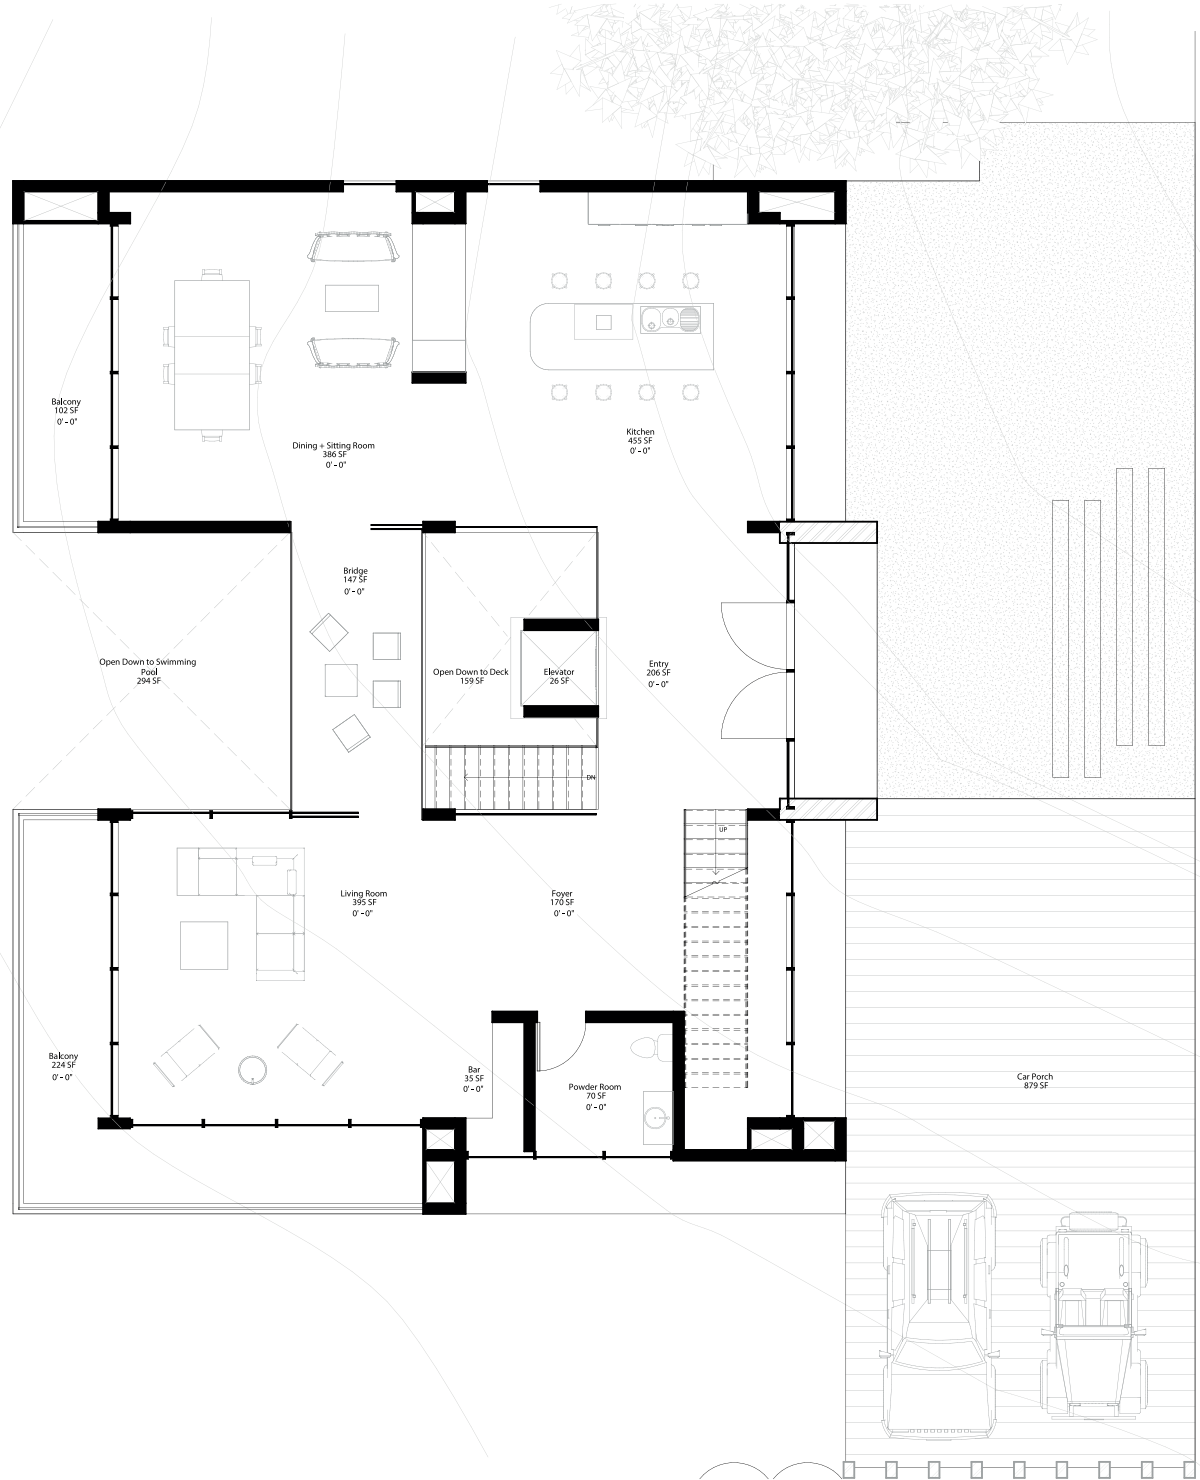 Balcony
102 SF
0' - 0"
Dining + Sitting Room
386 SF
0' - 0"
Kitchen
455 SF
0' - 0"
Bridge
147 SF
0' - 0"
Open Down to Swimming
Pool
294 SF
Open Down to Deck
159 SF
Elevator
26 SF
Entry
206 SF
0' - 0"
DN
UP
Living Room
395 SF
0' - 0"
Foyer
170 SF
0' - 0"
Balcony
224 SF
0' - 0"
Bar
35 SF
0' - 0"
Powder Room
70 SF
0' - 0"
Car Porch
879 SF